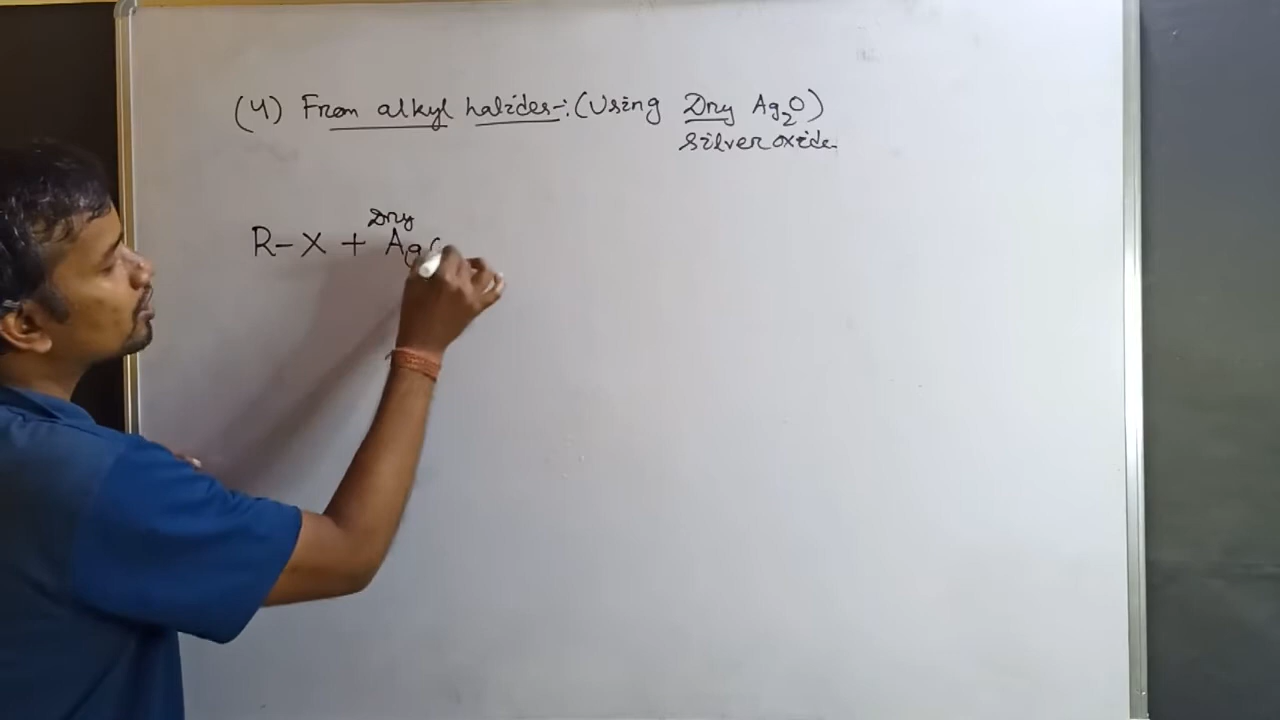 (4) From alkyl halides-: (Using Dry Ag₂O)
silver oxide
Dry
R-X + Ag